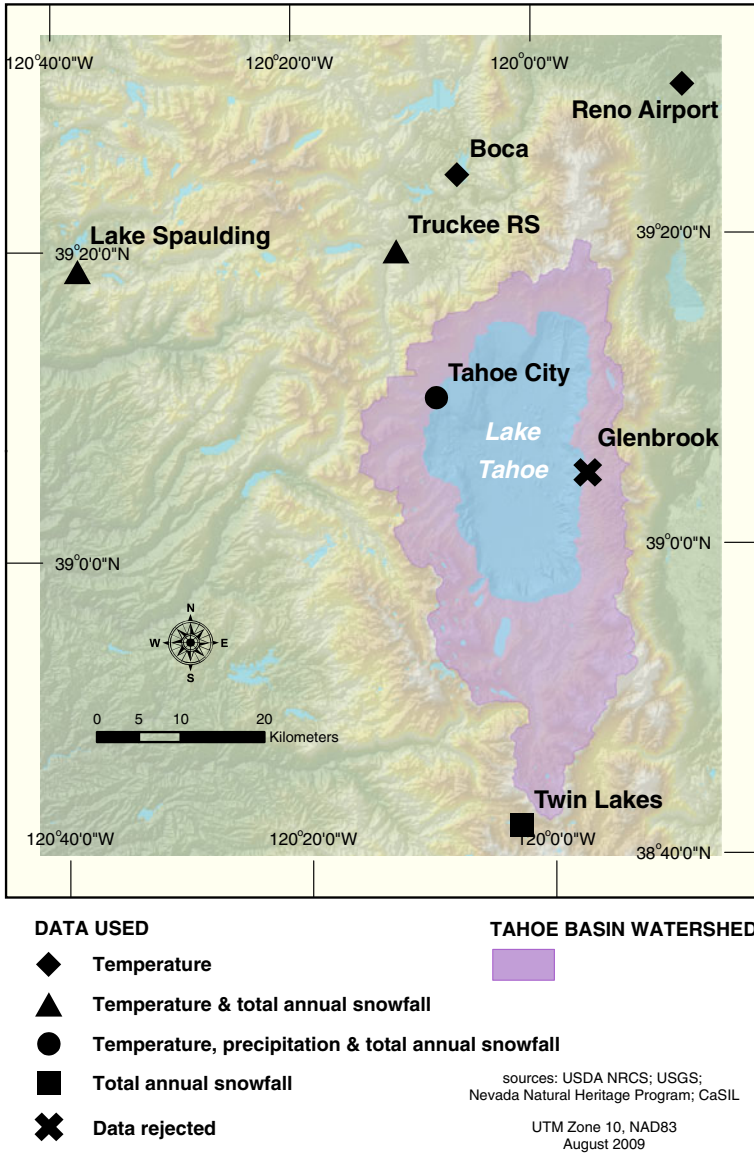 120°40'0"W
120°20'0"W
120°0'0"W
Reno Airport
Boca
Truckee RS
Lake Spaulding
39°20'0"N
39°20'0"N
Tahoe City
Lake
Tahoe
Glenbrook
39°0'0"N
39°0'0"N
N
W
E
S
0 5 10 20
Kilometers
Twin Lakes
120°40'0"W
120°20'0"W
120°0'0"W
38°40'0"N
DATA USED
Temperature
Temperature & total annual snowfall
Temperature, precipitation & total annual snowfall
Total annual snowfall
Data rejected
TAHOE BASIN WATERSHED
sources: USDA NRCS; USGS;
Nevada Natural Heritage Program; CaSIL
UTM Zone 10, NAD83
August 2009